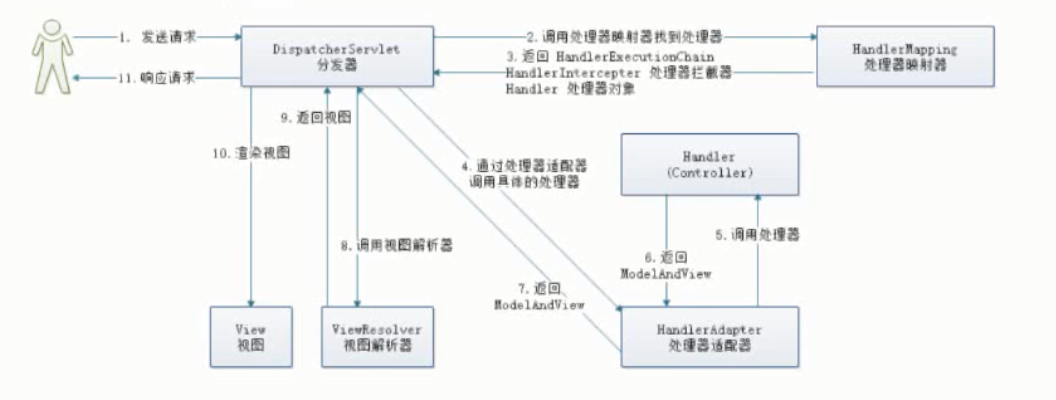 1. 发送请求
DispatcherServlet
分发器
2.调用处理器映射器找到处理器
HandlerMapping
处理器映射器
3.返回 HandlerExecutionChain
HandlerIntercepter 处理器拦截器
Handler 处理器对象
11.响应请求
9.返回视图
10.渲染视图
4.通过处理器适配器
调用具体的处理器
Handler
(Controller)
5.调用处理器
8.调用视图解析器
6.返回
ModelAndView
7.返回
ModelAndView
View
视图
ViewResolver
视图解析器
HandlerAdapter
处理器适配器